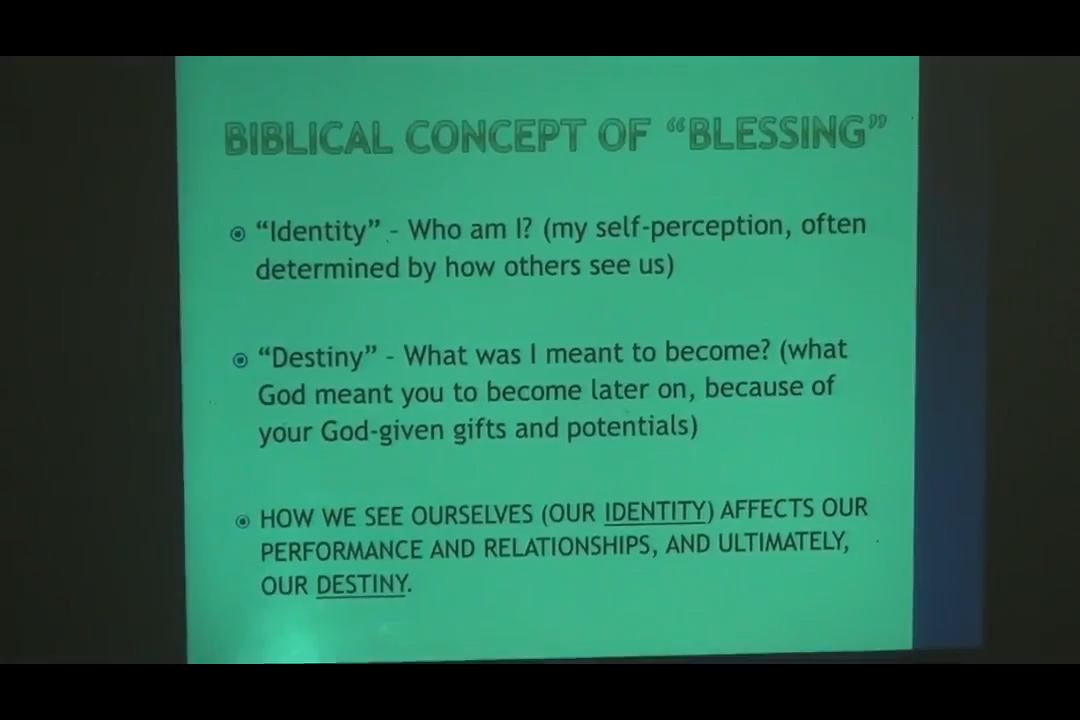 BIBLICAL CONCEPT OF “BLESSING”
“Identity” - Who am I? (my self-perception, often
determined by how others see us)
“Destiny” - What was I meant to become? (what
God meant you to become later on, because of
your God-given gifts and potentials)
HOW WE SEE OURSELVES (OUR IDENTITY) AFFECTS OUR
PERFORMANCE AND RELATIONSHIPS, AND ULTIMATELY,
OUR DESTINY.